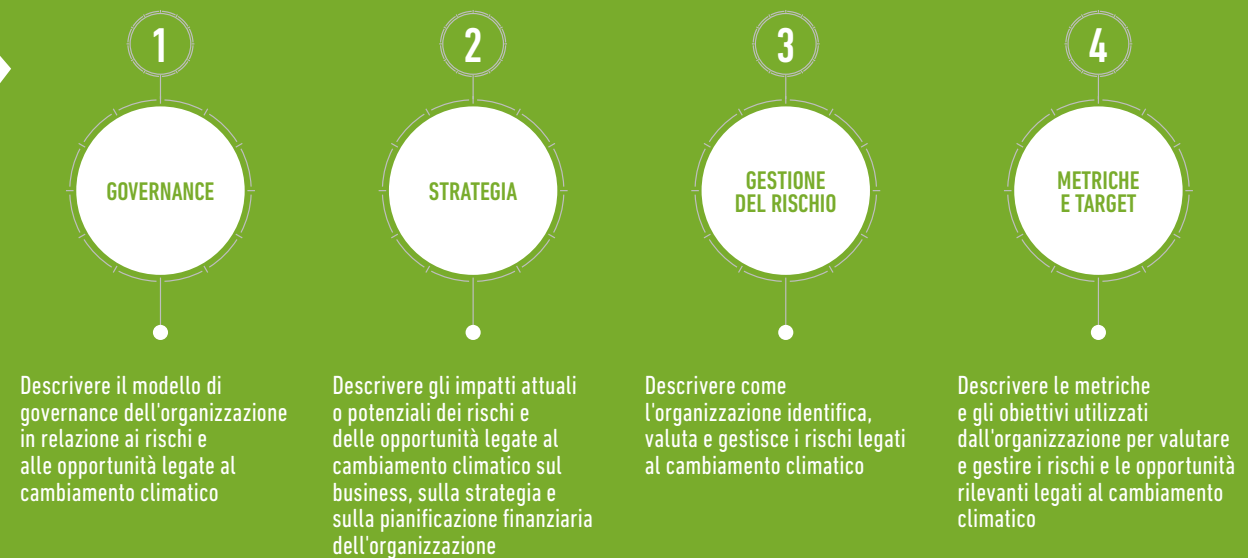 1
GOVERNANCE
Descrivere il modello di
governance dell'organizzazione
in relazione ai rischi e
alle opportunità legate al
cambiamento climatico
2
STRATEGIA
Descrivere gli impatti attuali
o potenziali dei rischi e
delle opportunità legate al
cambiamento climatico sul
business, sulla strategia e
sulla pianificazione finanziaria
dell'organizzazione
3
GESTIONE
DEL RISCHIO
Descrivere come
l'organizzazione identifica,
valuta e gestisce i rischi legati
al cambiamento climatico
4
METRICHE
E TARGET
Descrivere le metriche
e gli obiettivi utilizzati
dall'organizzazione per valutare
e gestire i rischi e le opportunità
rilevanti legati al cambiamento
climatico